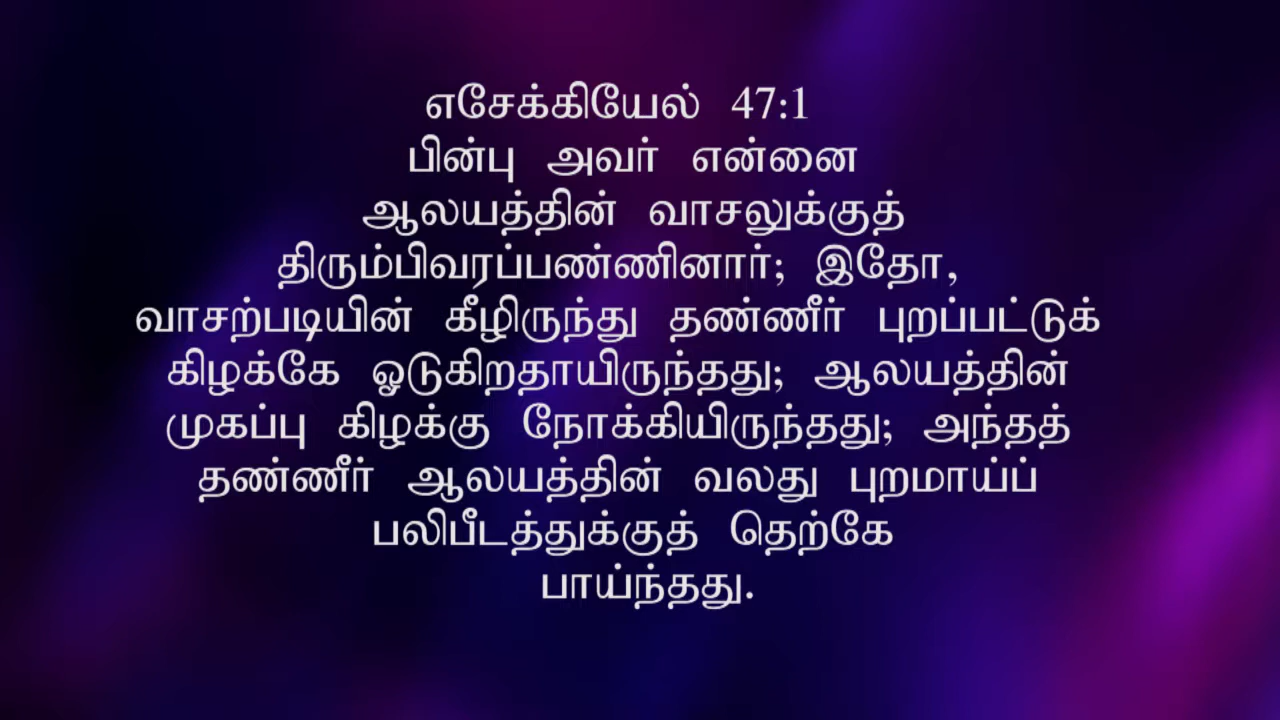 எசேக்கியேல் 47:1
பின்பு அவர் என்னை
ஆலயத்தின் வாசலுக்குத்
திரும்பிவரப்பண்ணினார்; இதோ,
வாசற்படியின் கீழிருந்து தண்ணீர் புறப்பட்டுக்
கிழக்கே ஓடுகிறதாயிருந்தது; ஆலயத்தின்
முகப்பு கிழக்கு நோக்கியிருந்தது; அந்தத்
தண்ணீர் ஆலயத்தின் வலது புறமாய்ப்
பலிபீடத்துக்குத் தெற்கே
பாய்ந்தது.